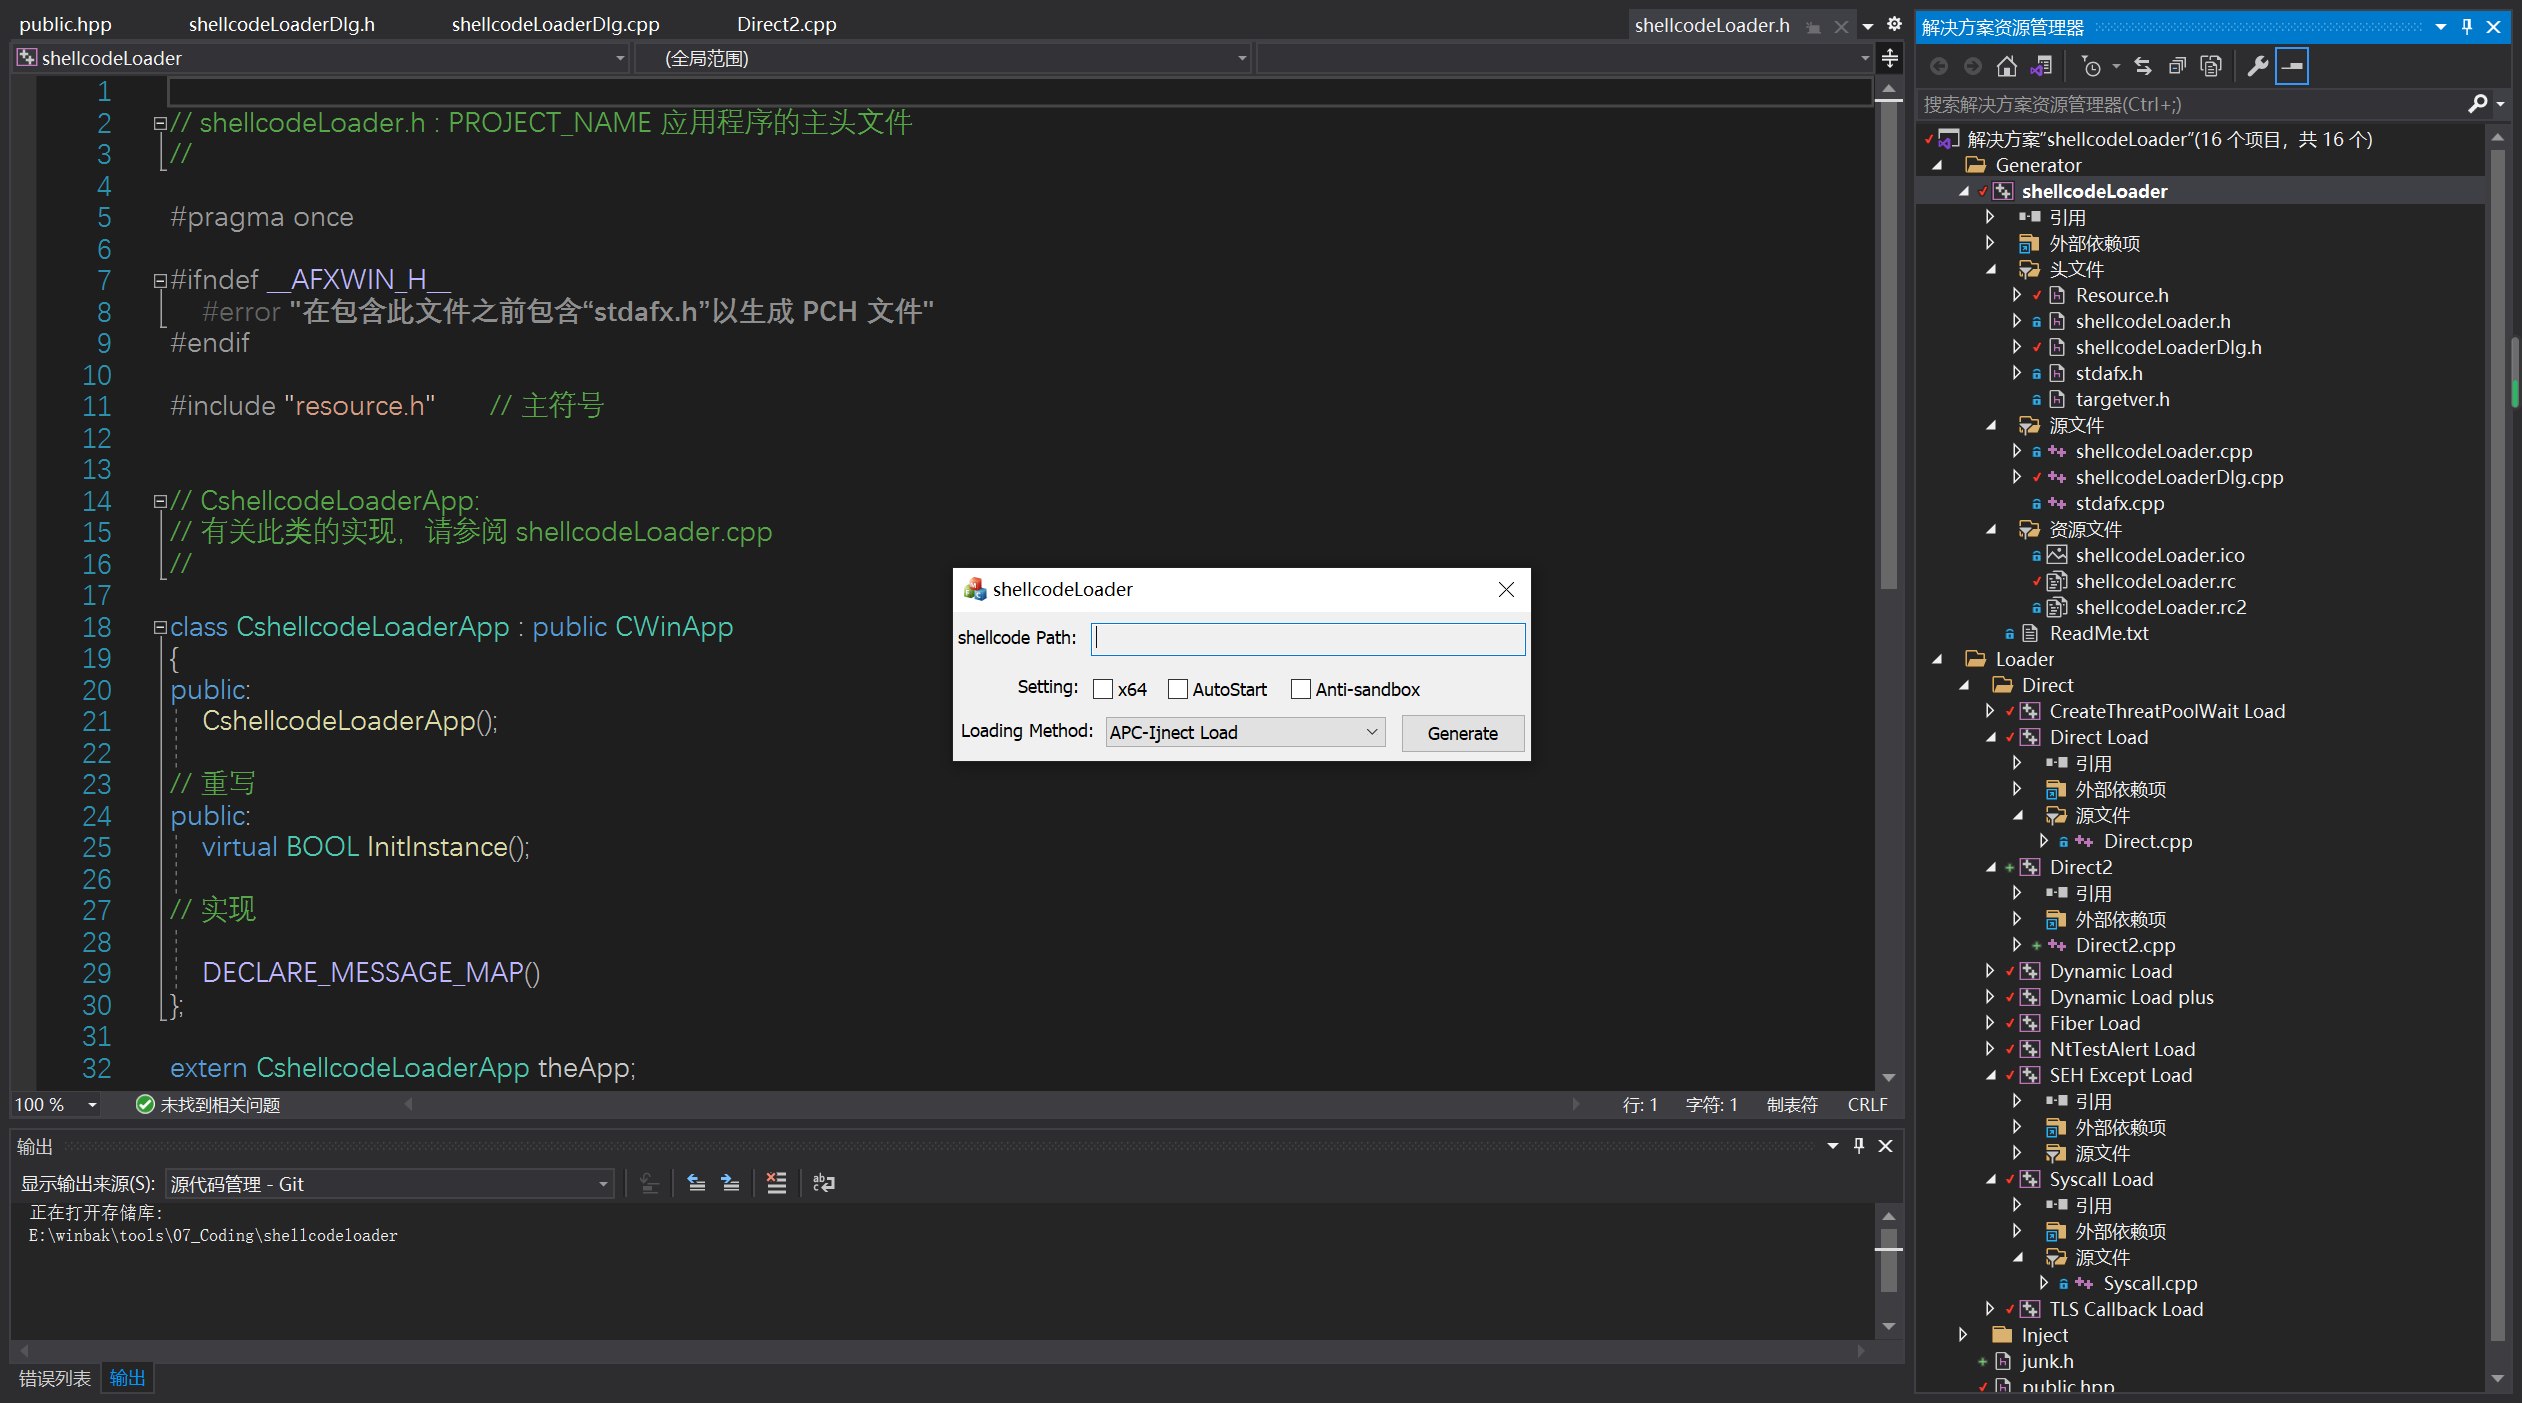 public.hpp
shellcodeLoaderDlg.h
shellcodeLoaderDlg.cpp
Direct2.cpp
shellcodeLoader.h
shellcodeLoader
(全局范围)
1
2 // shellcodeLoader.h : PROJECT_NAME 应用程序的主头文件
3 //
4
5 #pragma once
6
7 #ifndef __AFXWIN_H__
8 #error "在包含此文件之前包含“stdafx.h”以生成 PCH 文件"
9 #endif
10
11 #include "resource.h" // 主符号
12
13
14 // CshellcodeLoaderApp:
15 // 有关此类的实现，请参阅 shellcodeLoader.cpp
16 //
17
18 class CshellcodeLoaderApp : public CWinApp
19 {
20 public:
21 CshellcodeLoaderApp();
22
23 // 重写
24 public:
25 virtual BOOL InitInstance();
26
27 // 实现
28
29 DECLARE_MESSAGE_MAP()
30 };
31
32 extern CshellcodeLoaderApp theApp;
100 %
未找到相关问题
行: 1
字符: 1
制表符
CRLF
shellcodeLoader
shellcode Path:
Setting: x64 AutoStart Anti-sandbox
Loading Method: APC-Ijnect Load Generate
输出
显示输出来源(S): 源代码管理 - Git
正在打开存储库:
E:\winbak\tools\07_Coding\shellcodeloader
错误列表
输出
解决方案资源管理器
搜索解决方案资源管理器(Ctrl+;)
解决方案"shellcodeLoader"(16 个项目，共 16 个)
Generator
shellcodeLoader
引用
外部依赖项
头文件
Resource.h
shellcodeLoader.h
shellcodeLoaderDlg.h
stdafx.h
targetver.h
源文件
shellcodeLoader.cpp
shellcodeLoaderDlg.cpp
stdafx.cpp
资源文件
shellcodeLoader.ico
shellcodeLoader.rc
shellcodeLoader.rc2
ReadMe.txt
Loader
Direct
CreateThreatPoolWait Load
Direct Load
引用
外部依赖项
源文件
Direct.cpp
Direct2
引用
外部依赖项
Direct2.cpp
Dynamic Load
Dynamic Load plus
Fiber Load
NtTestAlert Load
SEH Except Load
引用
外部依赖项
源文件
Syscall Load
引用
外部依赖项
源文件
Syscall.cpp
TLS Callback Load
Inject
junk.h
public.hpp